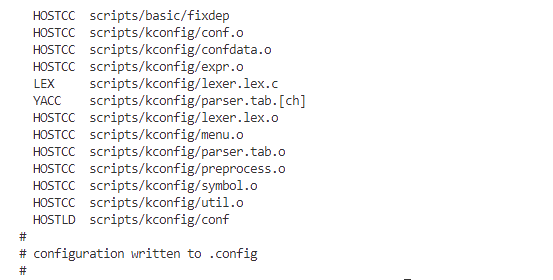 HOSTCC  scripts/basic/fixdep
HOSTCC  scripts/kconfig/conf.o
HOSTCC  scripts/kconfig/confdata.o
HOSTCC  scripts/kconfig/expr.o
LEX     scripts/kconfig/lexer.lex.c
YACC    scripts/kconfig/parser.tab.[ch]
HOSTCC  scripts/kconfig/lexer.lex.o
HOSTCC  scripts/kconfig/menu.o
HOSTCC  scripts/kconfig/parser.tab.o
HOSTCC  scripts/kconfig/preprocess.o
HOSTCC  scripts/kconfig/symbol.o
HOSTCC  scripts/kconfig/util.o
HOSTLD  scripts/kconfig/conf
#
# configuration written to .config
#